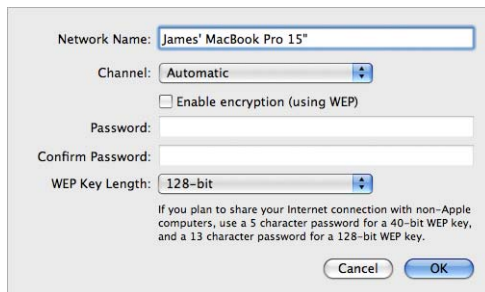 Network Name: James' MacBook Pro 15"
Channel: Automatic
Enable encryption (using WEP)
Password:
Confirm Password:
WEP Key Length: 128-bit
If you plan to share your Internet connection with non-Apple
computers, use a 5 character password for a 40-bit WEP key,
and a 13 character password for a 128-bit WEP key.
Cancel OK